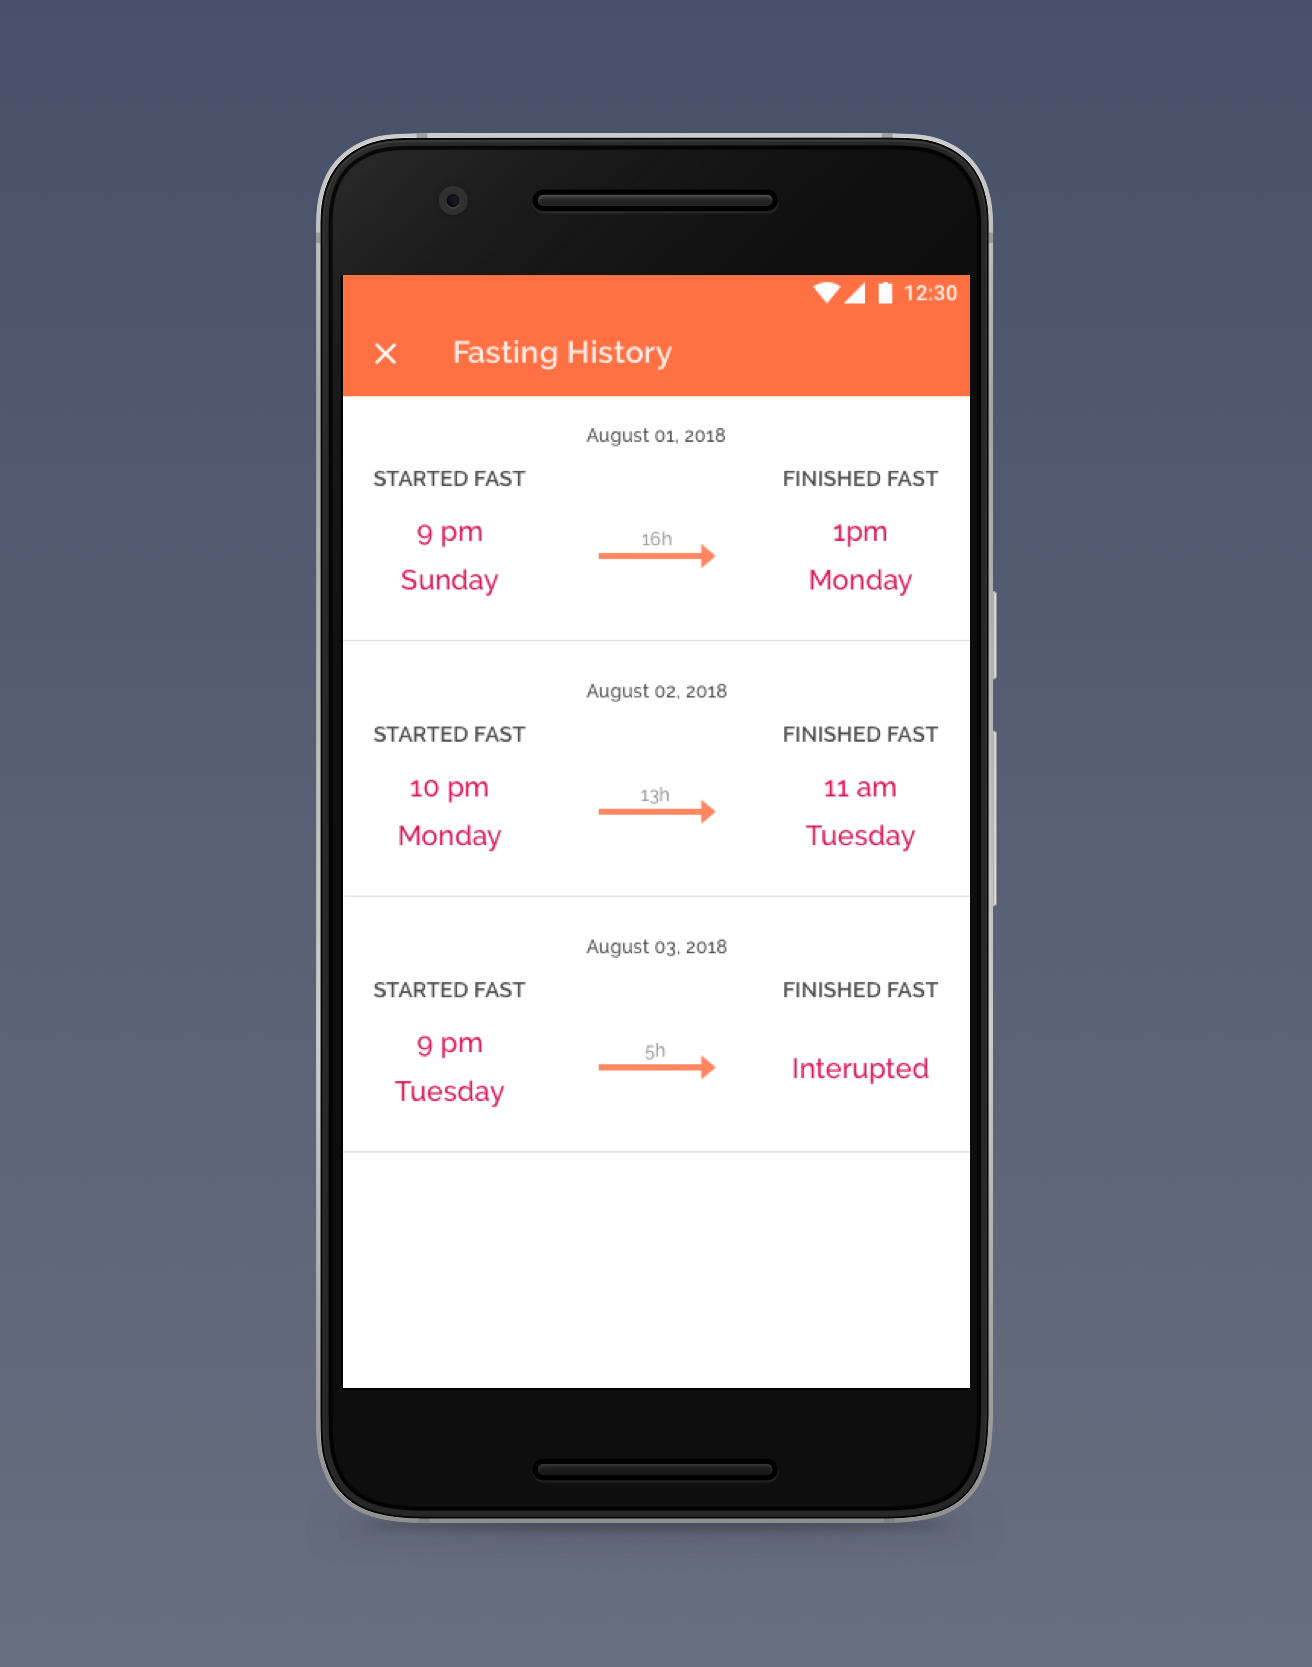 12:30
Fasting History
August 01, 2018
STARTED FAST FINISHED FAST
9 pm 16h 1pm
Sunday Monday
August 02, 2018
STARTED FAST FINISHED FAST
10 pm 13h 11 am
Monday Tuesday
August 03, 2018
STARTED FAST FINISHED FAST
9 pm 5h Interupted
Tuesday